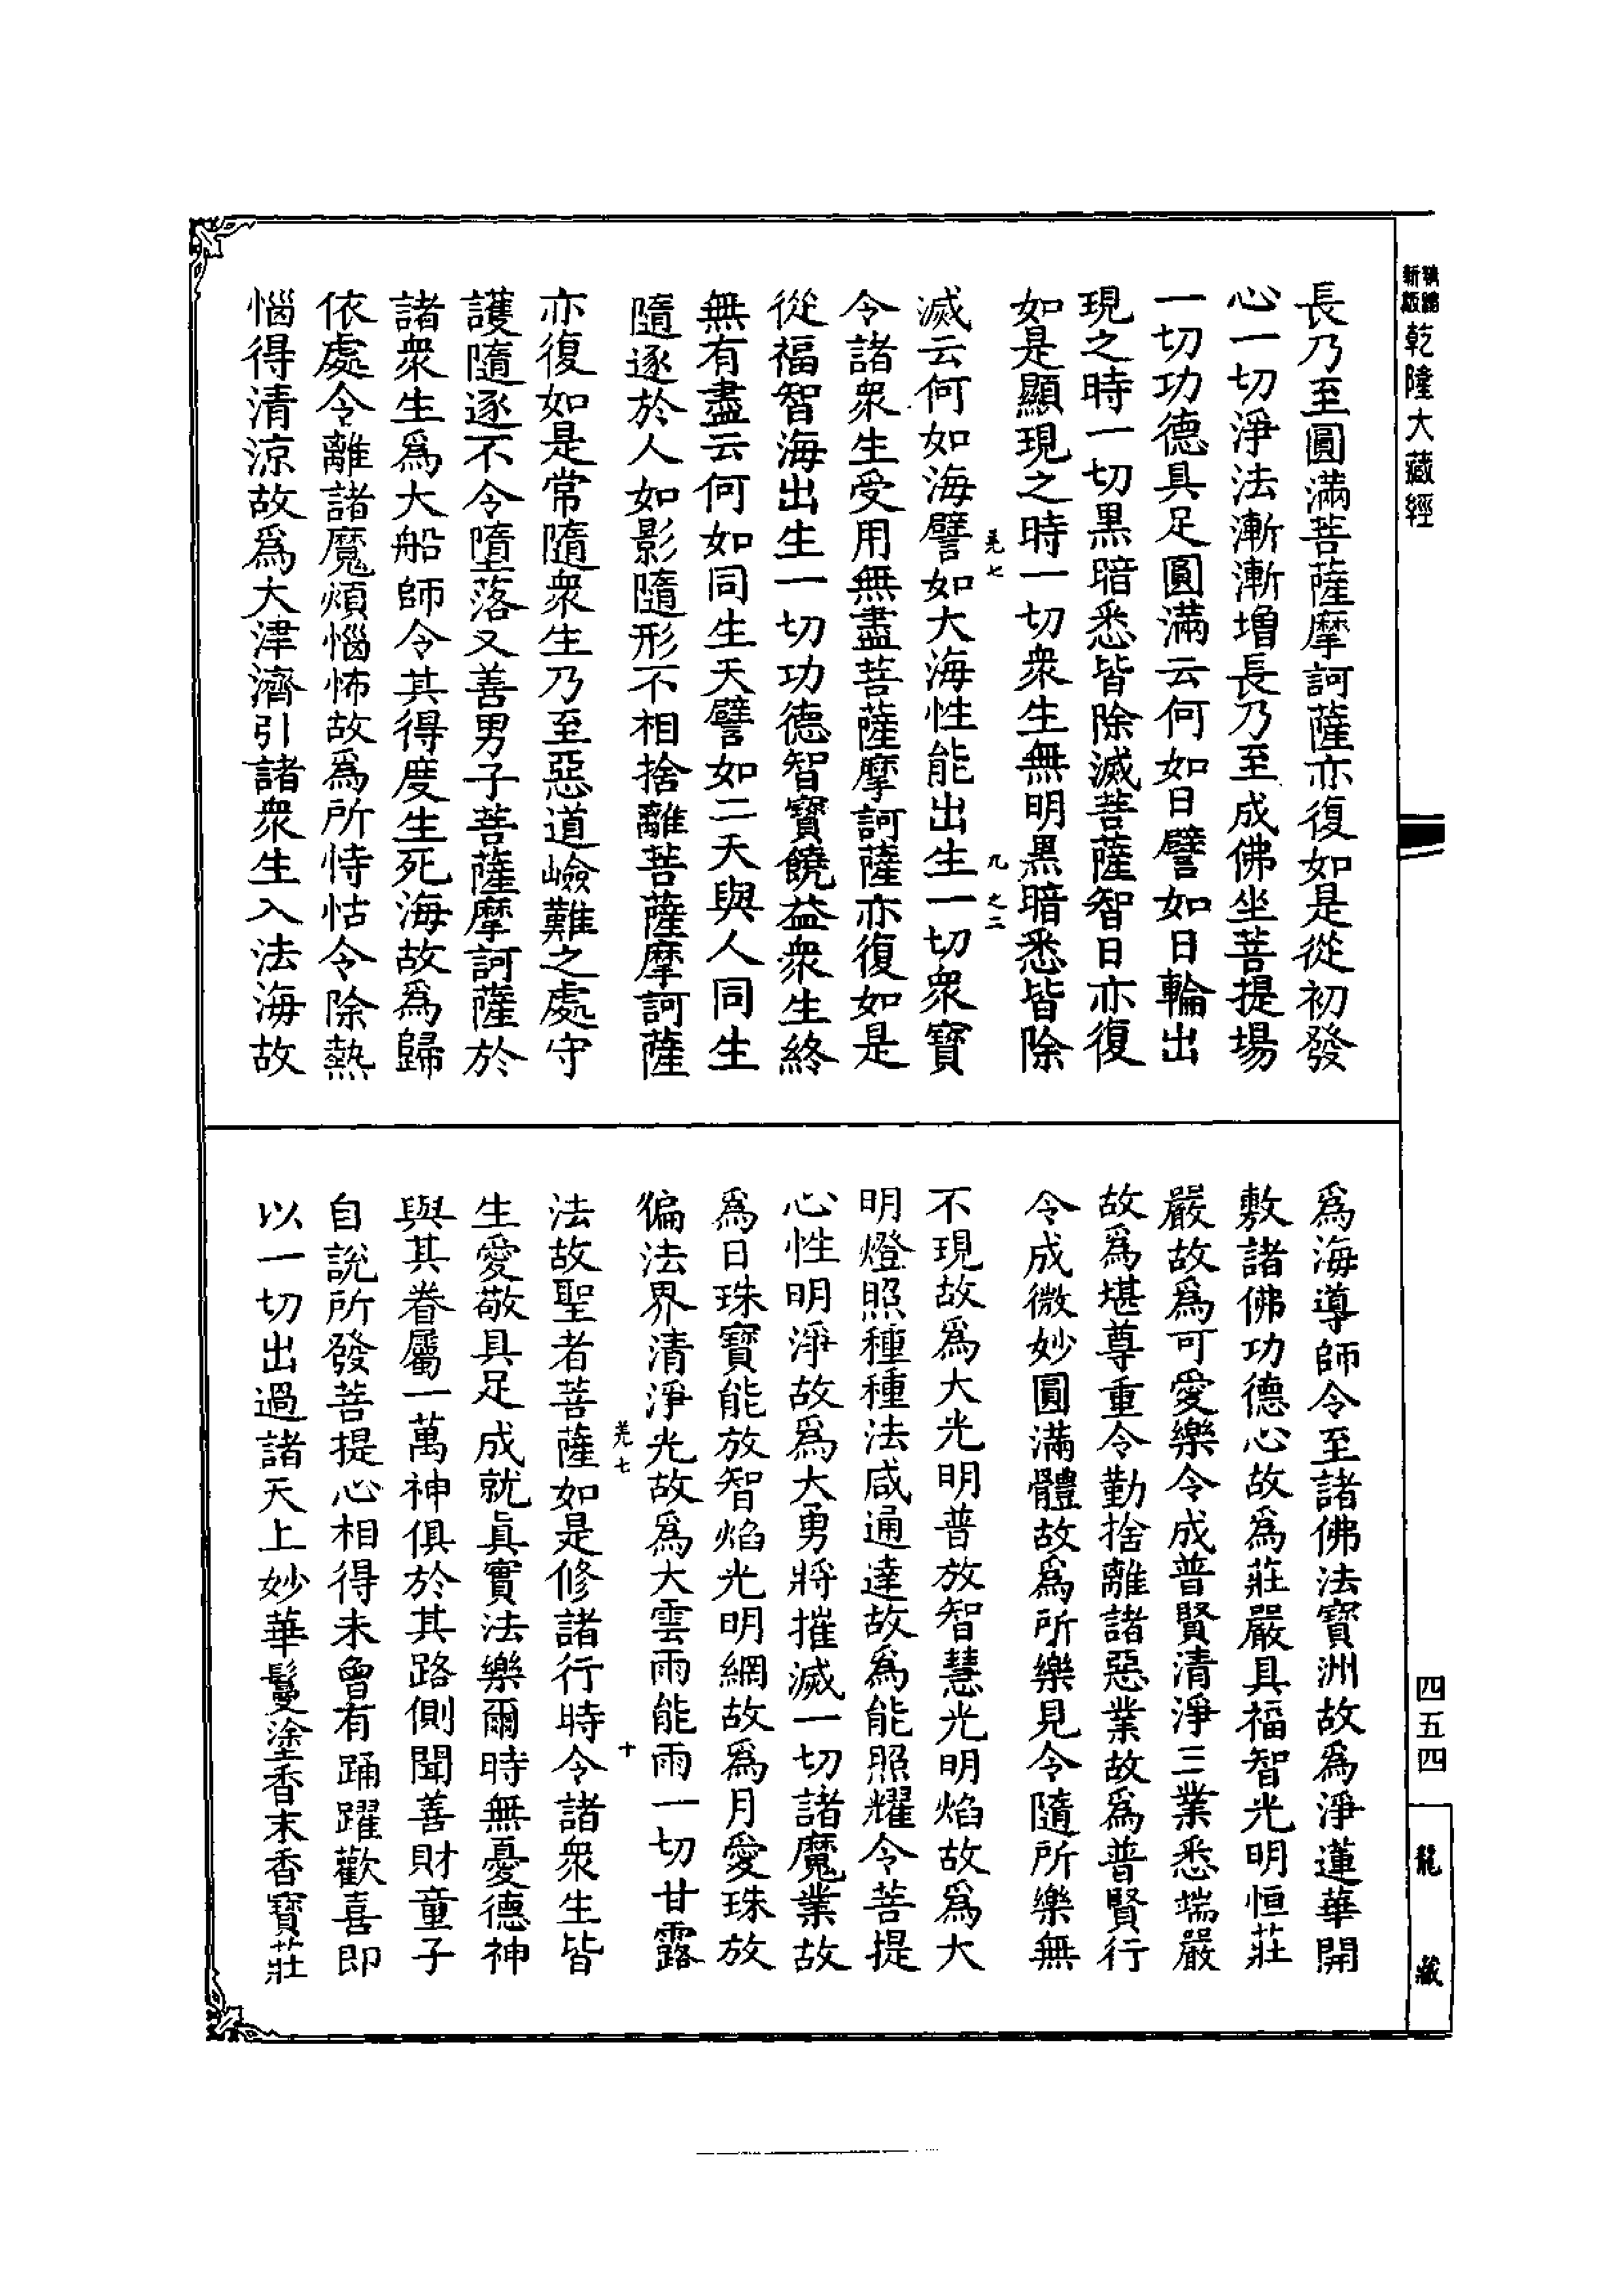 新編縮版乾隆大藏經
長乃至圓滿菩薩摩訶薩亦復如是從初發
心一切淨法漸漸增長乃至成佛坐菩提場
一切功德具足圓滿云何如日譬如日輪出
現之時一切黑暗悉皆除滅菩薩智日亦復
如是顯現之時一切衆生無明黑暗悉皆除
羌七 九之二
滅云何如海譬如大海性能出生一切衆寶
令諸衆生受用無盡菩薩摩訶薩亦復如是
從福智海出生一切功德智寶饒益衆生終
無有盡云何如同生天譬如二天與人同生
隨逐於人如影隨形不相捨離菩薩摩訶薩
亦復如是常隨衆生乃至惡道嶮難之處守
護隨逐不令墮落又善男子菩薩摩訶薩於
諸衆生爲大船師令其得度生死海故爲歸
依處令離諸魔煩惱怖故爲所恃怙令除熱
惱得清涼故爲大津濟引諸衆生入法海故
爲海導師令至諸佛法寶洲故爲淨蓮華開
敷諸佛功德心故爲莊嚴具福智光明恒莊
嚴故爲可愛樂令成普賢清淨三業悉端嚴
故爲堪尊重令勤捨離諸惡業故爲普賢行
令成微妙圓滿體故爲所樂見令隨所樂無
不現故爲大光明普放智慧光明焰故爲大
明燈照種種法咸通達故爲能照耀令菩提
心性明淨故爲大勇將摧滅一切諸魔業故
爲日珠寶能放智焰光明網故爲月愛珠放
徧法界清淨光故爲大雲雨能雨一切甘露
羌七 十
法故聖者菩薩如是修諸行時令諸衆生皆
生愛敬具足成就眞實法樂爾時無憂德神
與其眷屬一萬神俱於其路側聞善財童子
自說所發菩提心相得未曾有踊躍歡喜即
以一切出過諸天上妙華鬘塗香末香寶莊
四五四
龍藏